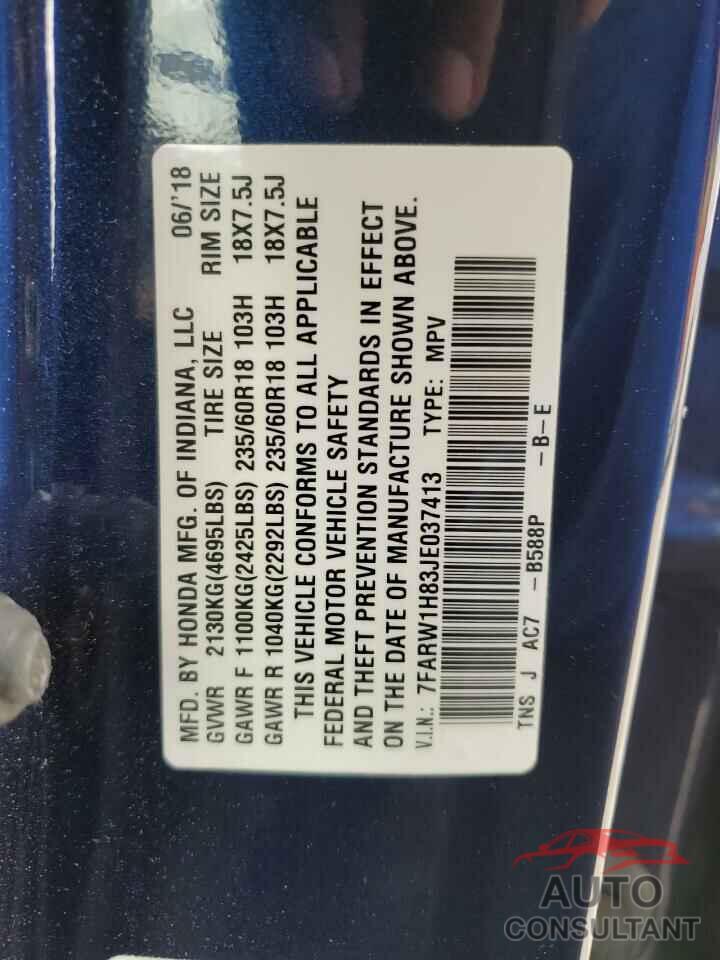 MFD. BY HONDA MFG. OF INDIANA, LLC 06/'18
GVWR 2130KG(4695LBS) TIRE SIZE RIM SIZE
GAWR F 1100KG(2425LBS) 235/60R18 103H 18X7.5J
GAWR R 1040KG(2292LBS) 235/60R18 103H 18X7.5J
THIS VEHICLE CONFORMS TO ALL APPLICABLE
FEDERAL MOTOR VEHICLE SAFETY
AND THEFT PREVENTION STANDARDS IN EFFECT
ON THE DATE OF MANUFACTURE SHOWN ABOVE.
V.I.N.: 7FARW1H83JE037413 TYPE: MPV
TNS J AC7 -B588P -B-E
AUTO
CONSULTANT